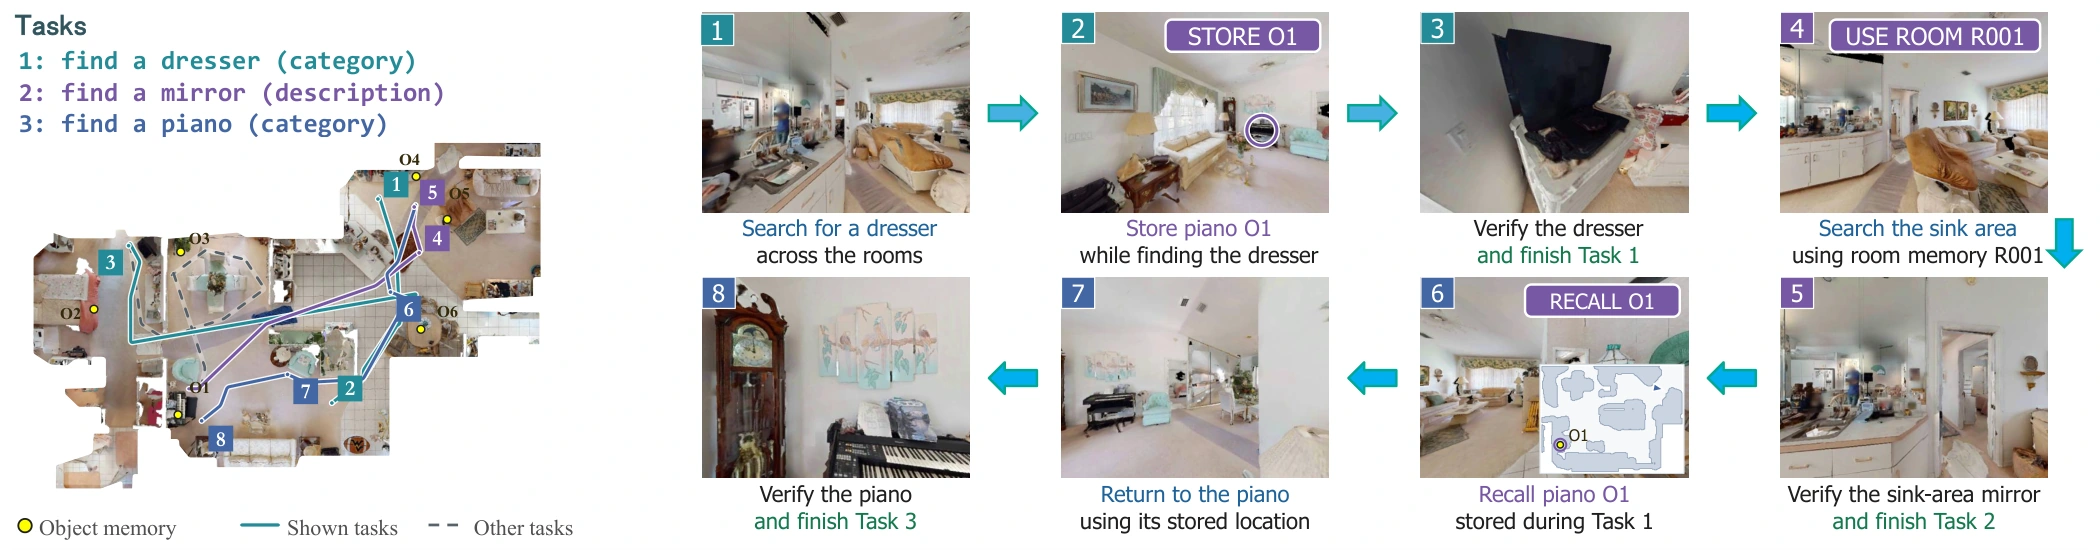 Tasks
1: find a dresser (category)
2: find a mirror (description)
3: find a piano (category)
O4
1
5
O5
4
O3
3
O2
6
O6
O1
7
2
8
Object memory
Shown tasks
Other tasks
1
Search for a dresser
across the rooms
2
STORE O1
Store piano O1
while finding the dresser
3
Verify the dresser
and finish Task 1
4
USE ROOM R001
Search the sink area
using room memory R001
5
Verify the sink-area mirror
and finish Task 2
6
RECALL O1
O1
Recall piano O1
stored during Task 1
7
Return to the piano
using its stored location
8
Verify the piano
and finish Task 3